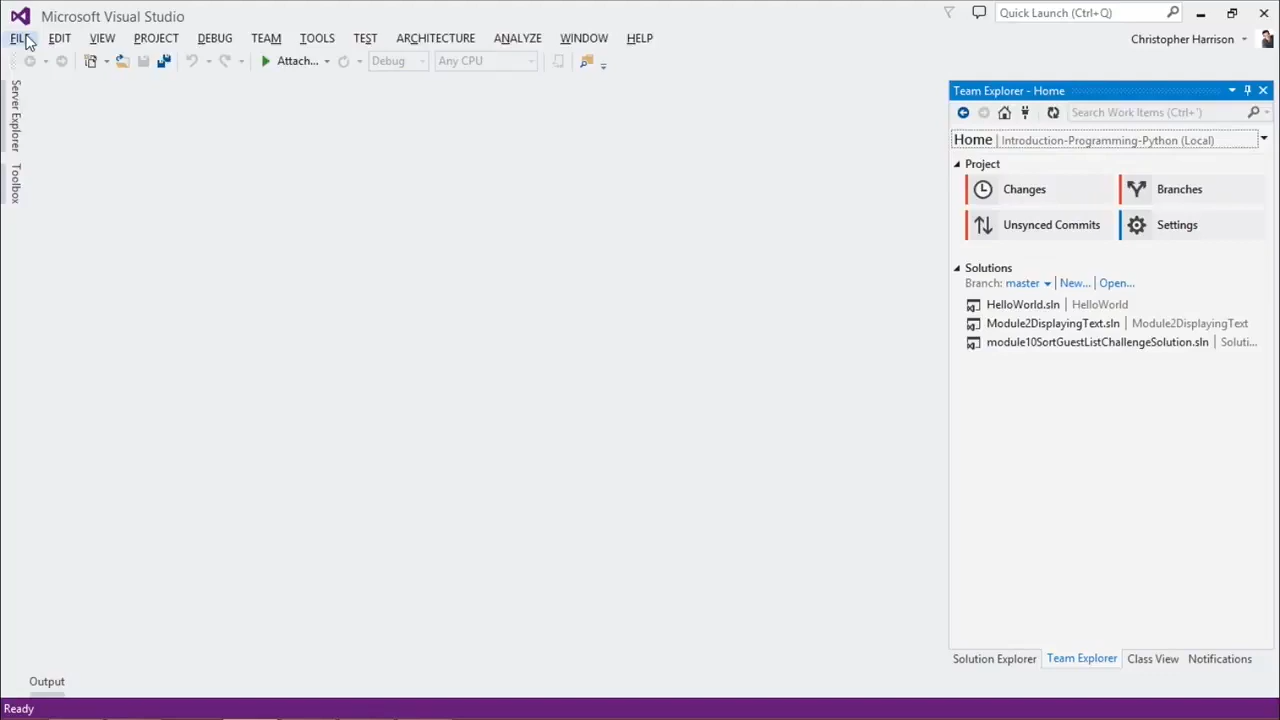 Microsoft Visual Studio
Quick Launch (Ctrl+Q)
FILE EDIT VIEW PROJECT DEBUG TEAM TOOLS TEST ARCHITECTURE ANALYZE WINDOW HELP
Christopher Harrison
Attach... Debug Any CPU
Server Explorer
Toolbox
Team Explorer - Home
Search Work Items (Ctrl+')
Home | Introduction-Programming-Python (Local)
Project
Changes Branches
Unsynced Commits Settings
Solutions
Branch: master | New... | Open...
HelloWorld.sln | HelloWorld
Module2DisplayingText.sln | Module2DisplayingText
module10SortGuestListChallengeSolution.sln | Soluti...
Solution Explorer Team Explorer Class View Notifications
Output
Ready